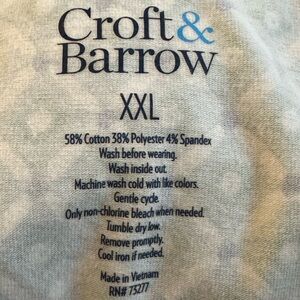 Croft&
Barrow
XXL
58% Cotton 38% Polyester 4% Spandex
Wash before wearing.
Wash inside out.
Machine wash cold with like colors.
Gentle cycle.
Only non-chlorine bleach when needed.
Tumble dry low.
Remove promptly.
Cool iron if needed.
Made in Vietnam
RN# 73277